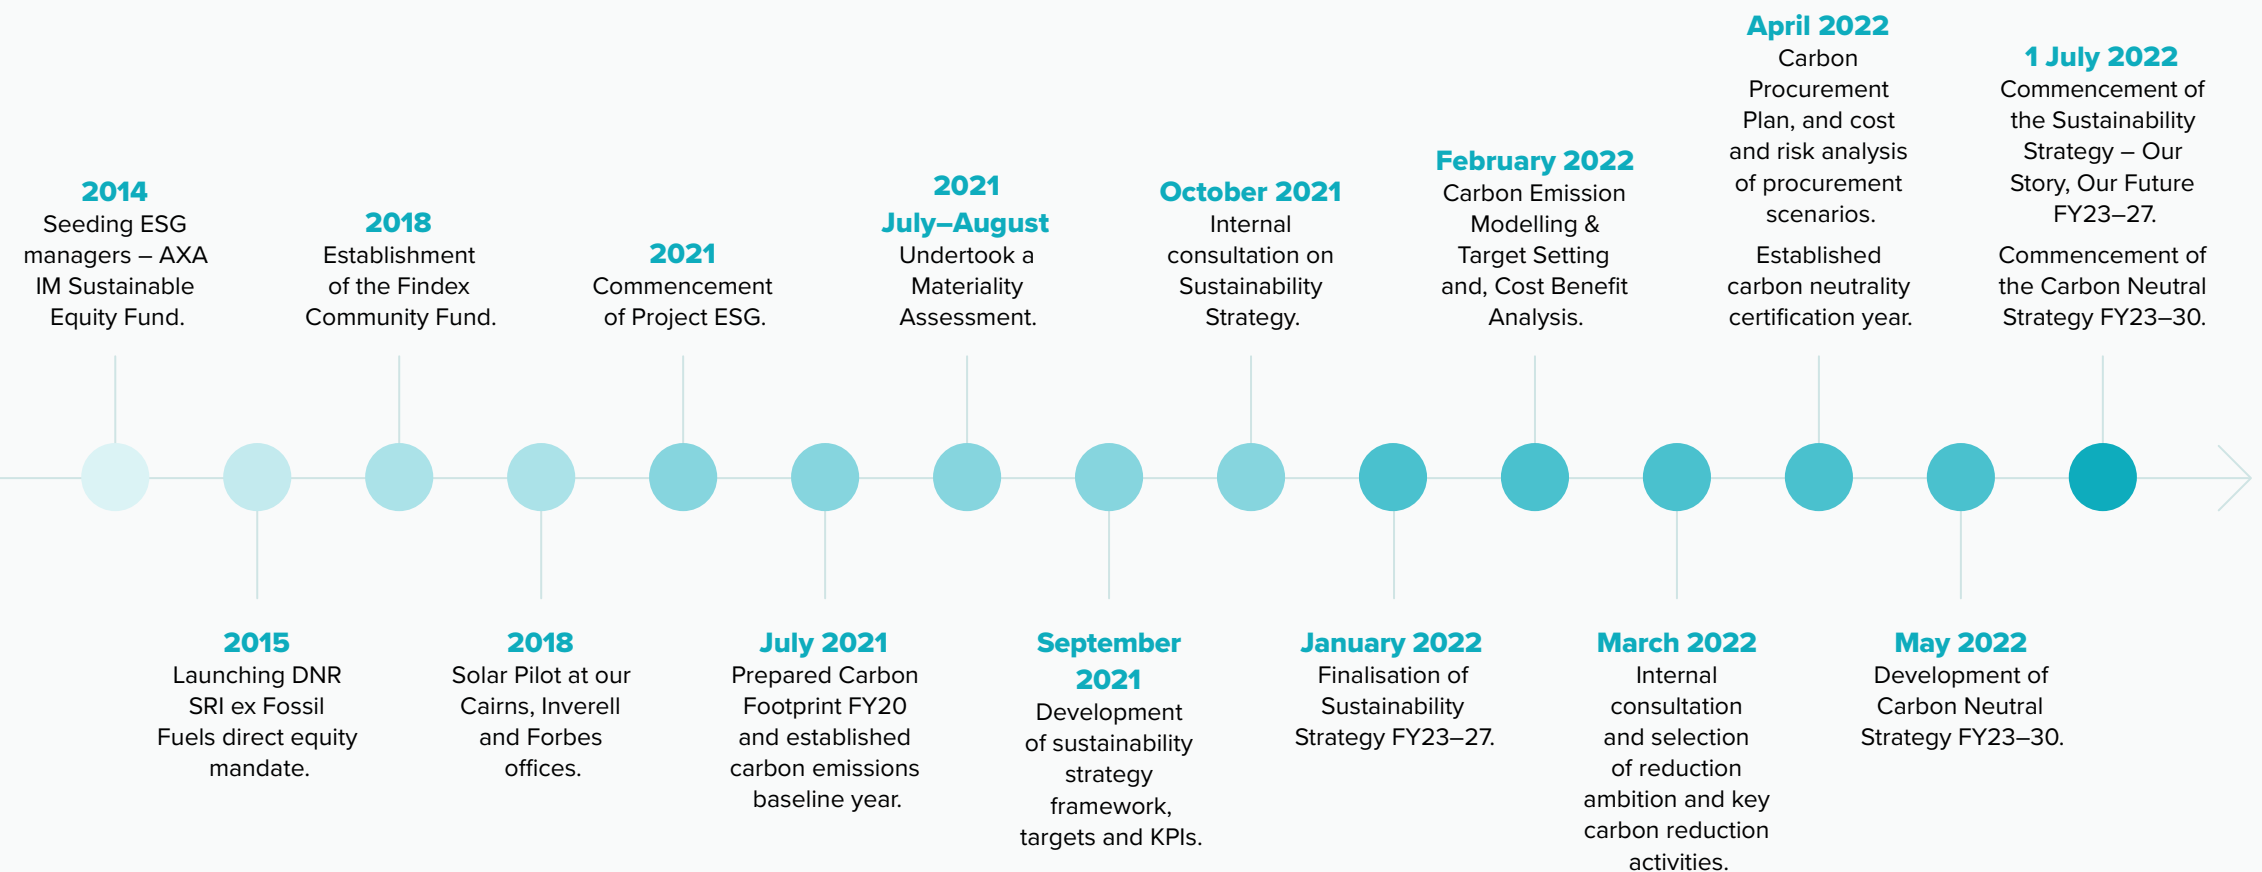 2014
Seeding ESG
managers – AXA
IM Sustainable
Equity Fund.
2015
Launching DNR
SRI ex Fossil
Fuels direct equity
mandate.
2018
Establishment
of the Findex
Community Fund.
2018
Solar Pilot at our
Cairns, Inverell
and Forbes
offices.
2021
Commencement
of Project ESG.
July 2021
Prepared Carbon
Footprint FY20
and established
carbon emissions
baseline year.
2021
July–August
Undertook a
Materiality
Assessment.
September
2021
Development
of sustainability
strategy
framework,
targets and KPIs.
October 2021
Internal
consultation on
Sustainability
Strategy.
January 2022
Finalisation of
Sustainability
Strategy FY23–27.
February 2022
Carbon Emission
Modelling &
Target Setting
and, Cost Benefit
Analysis.
March 2022
Internal
consultation
and selection
of reduction
ambition and key
carbon reduction
activities.
April 2022
Carbon
Procurement
Plan, and cost
and risk analysis
of procurement
scenarios.
Established
carbon neutrality
certification year.
May 2022
Development of
Carbon Neutral
Strategy FY23–30.
1 July 2022
Commencement of
the Sustainability
Strategy – Our
Story, Our Future
FY23–27.
Commencement of
the Carbon Neutral
Strategy FY23–30.